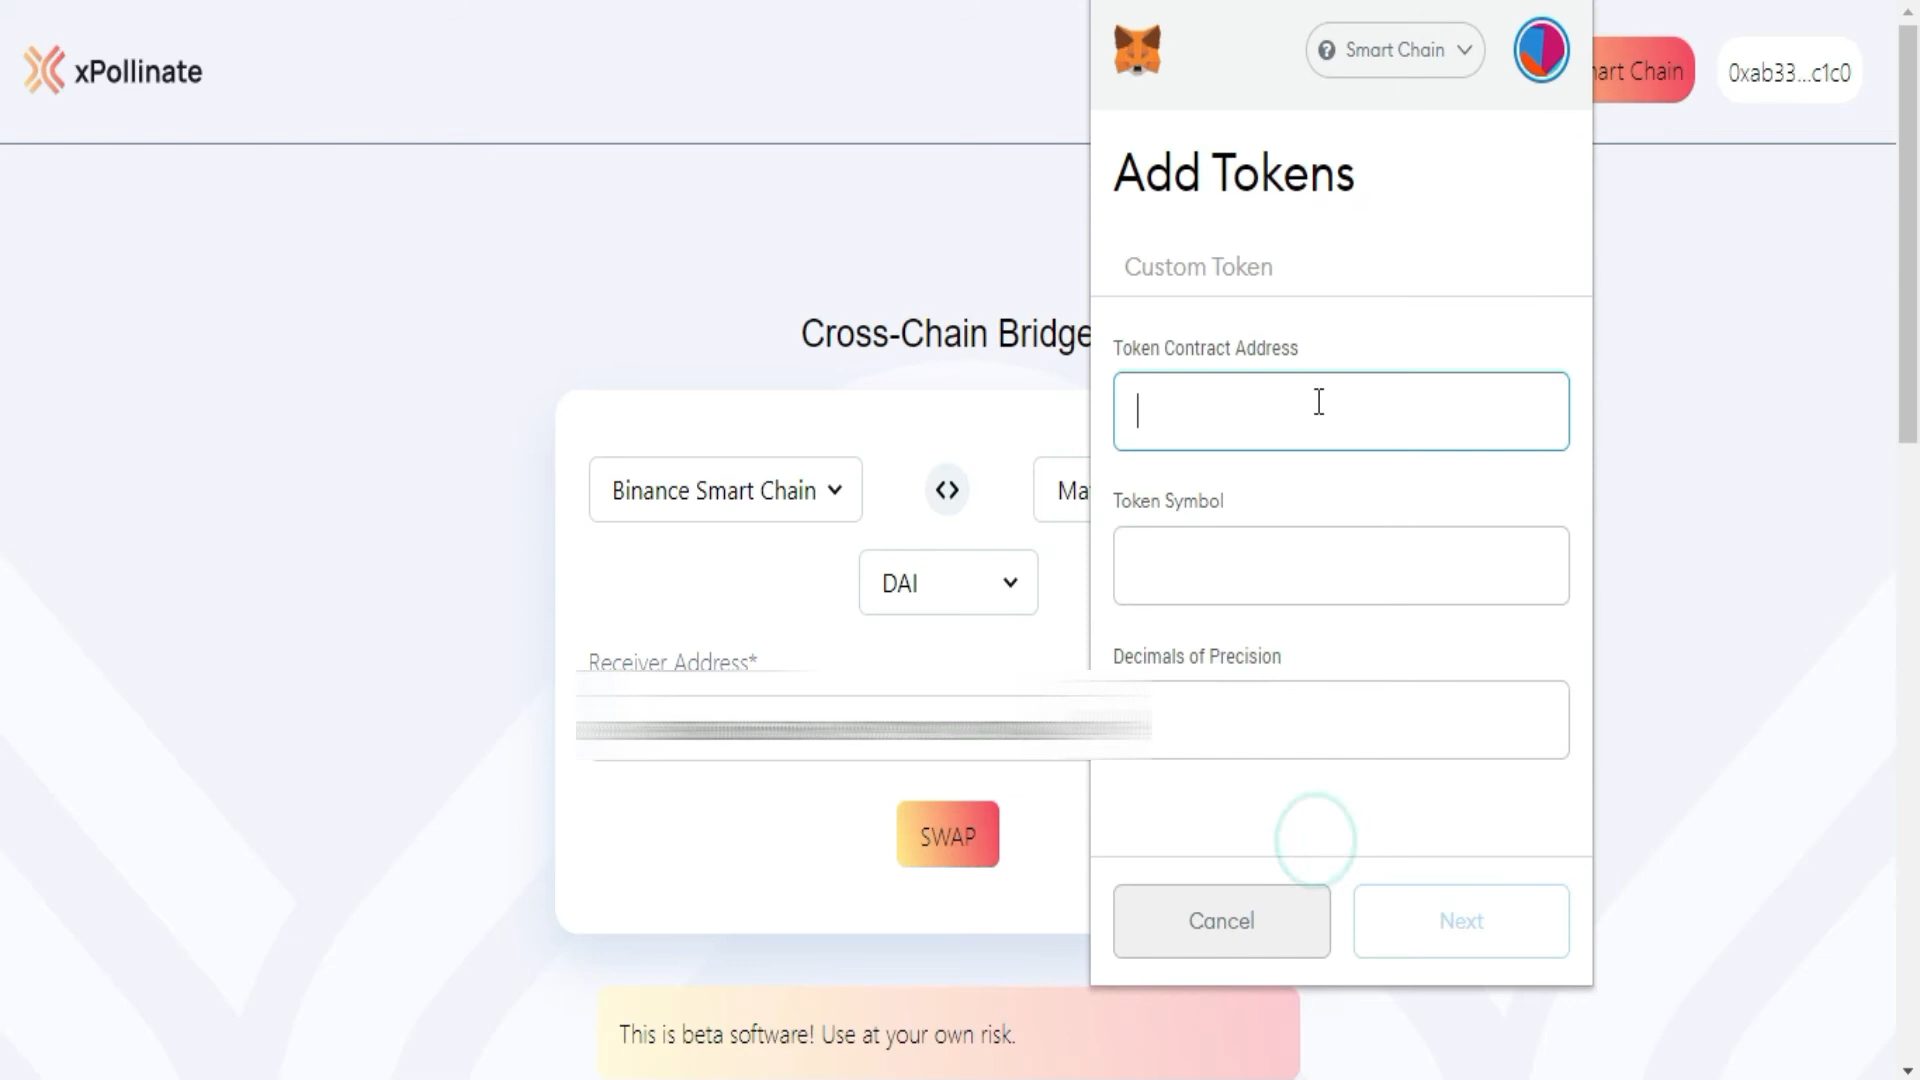 xPollinate
Smart Chain
art Chain
0xab33...c1c0
Add Tokens
Custom Token
Cross-Chain Bridge
Token Contract Address
Binance Smart Chain
Ma
Token Symbol
DAI
Receiver Address*
Decimals of Precision
SWAP
Cancel
Next
This is beta software! Use at your own risk.